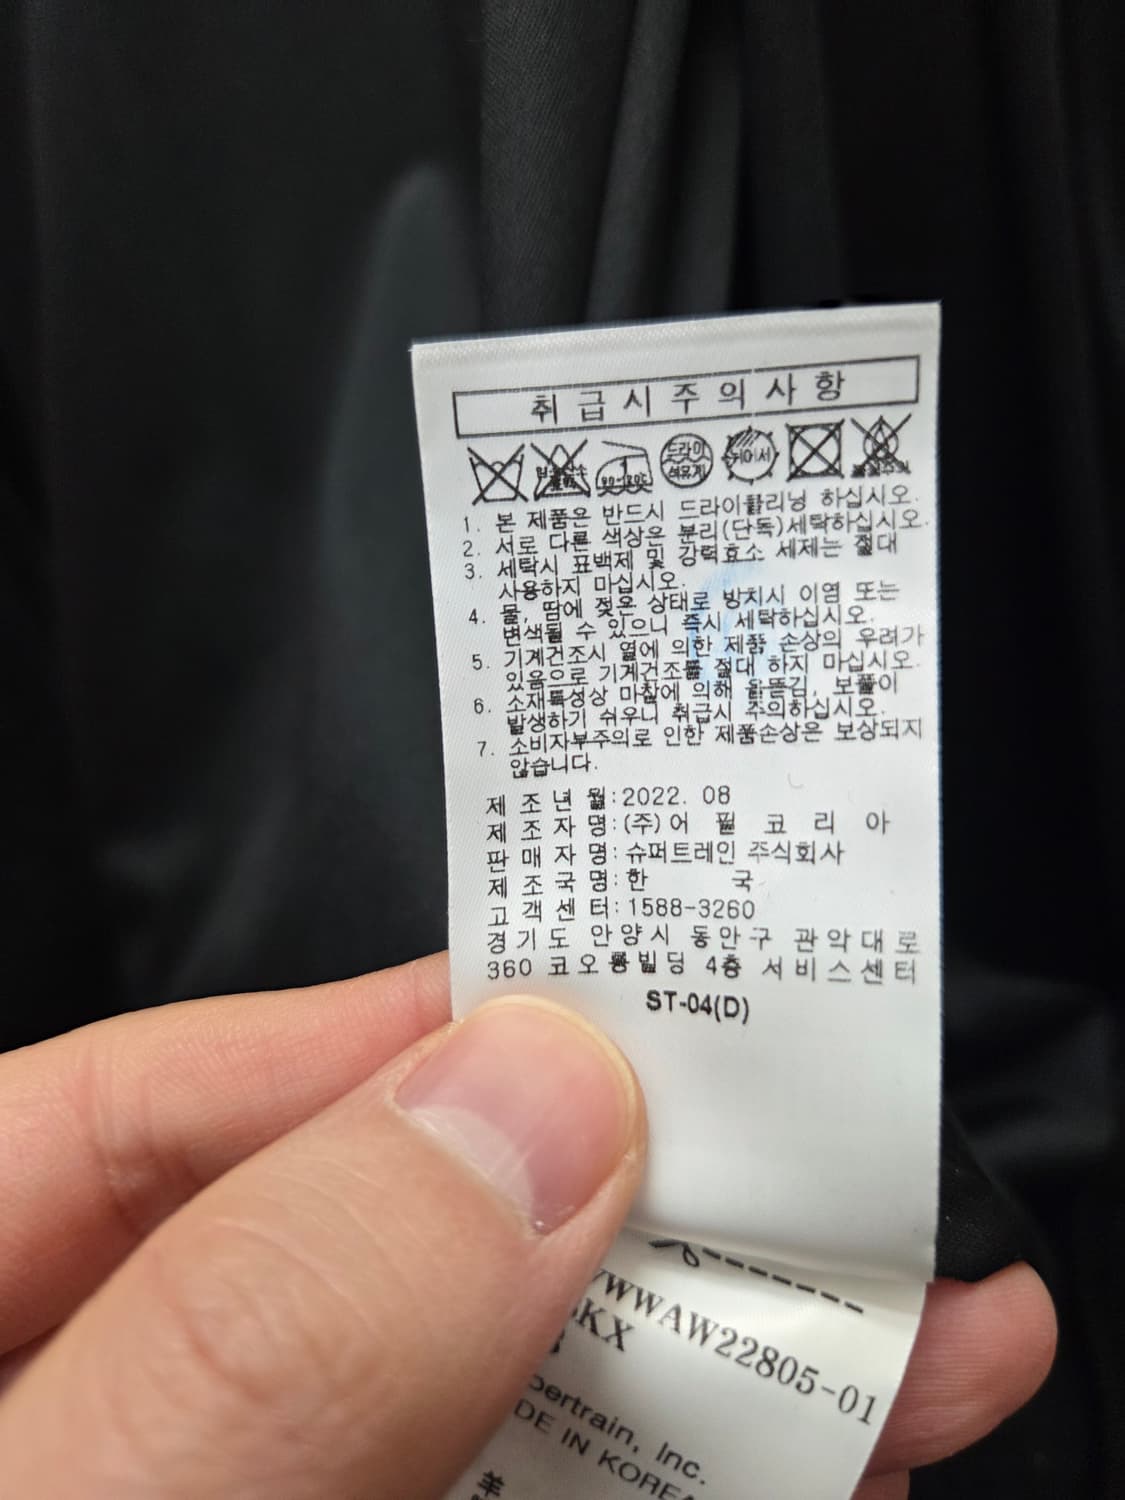 취급시주의사항
드라이
석유계
80~120℃
뉘어서
1. 본 제품은 반드시 드라이클리닝 하십시오.
2. 서로 다른 색상은 분리(단독)세탁하십시오.
3. 세탁시 표백제 및 강력효소 세제는 절대
사용하지 마십시오.
4. 물, 땀에 젖은 상태로 방치시 이염 또는
변색될 수 있으니 즉시 세탁하십시오.
5. 기계건조시 열에 의한 제품 손상의 우려가
있음으로 기계건조를 절대 하지 마십시오.
6. 소재특성상 마찰에 의해 올뜯김, 보풀이
발생하기 쉬우니 취급시 주의하십시오.
7. 소비자부주의로 인한 제품손상은 보상되지
않습니다.
제조년월:2022. 08
제조자명:(주)어필코리아
판매자명:슈퍼트레인 주식회사
제조국명:한 국
고객센터:1588-3260
경기도 안양시 동안구 관악대로
360 코오롱빌딩 4층 서비스센터
ST-04(D)
WWAW22805-01
KX
pertrain, Inc.
DE IN KOREA
羊